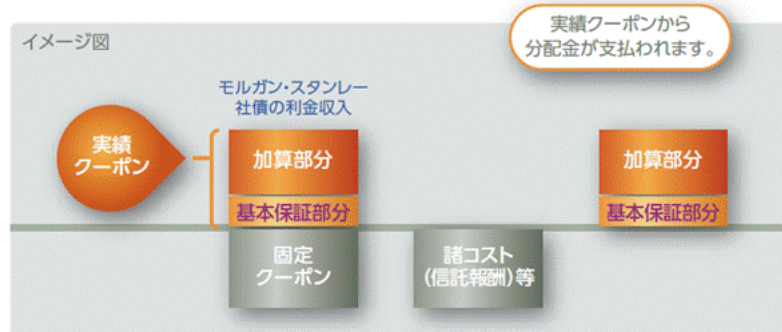 実績クーポンから
分配金が支払われます。
イメージ図
モルガン・スタンレー
社債の利金収入
実績
クーポン
加算部分
基本保証部分
固定
クーポン
諸コスト
(信託報酬)等
加算部分
基本保証部分